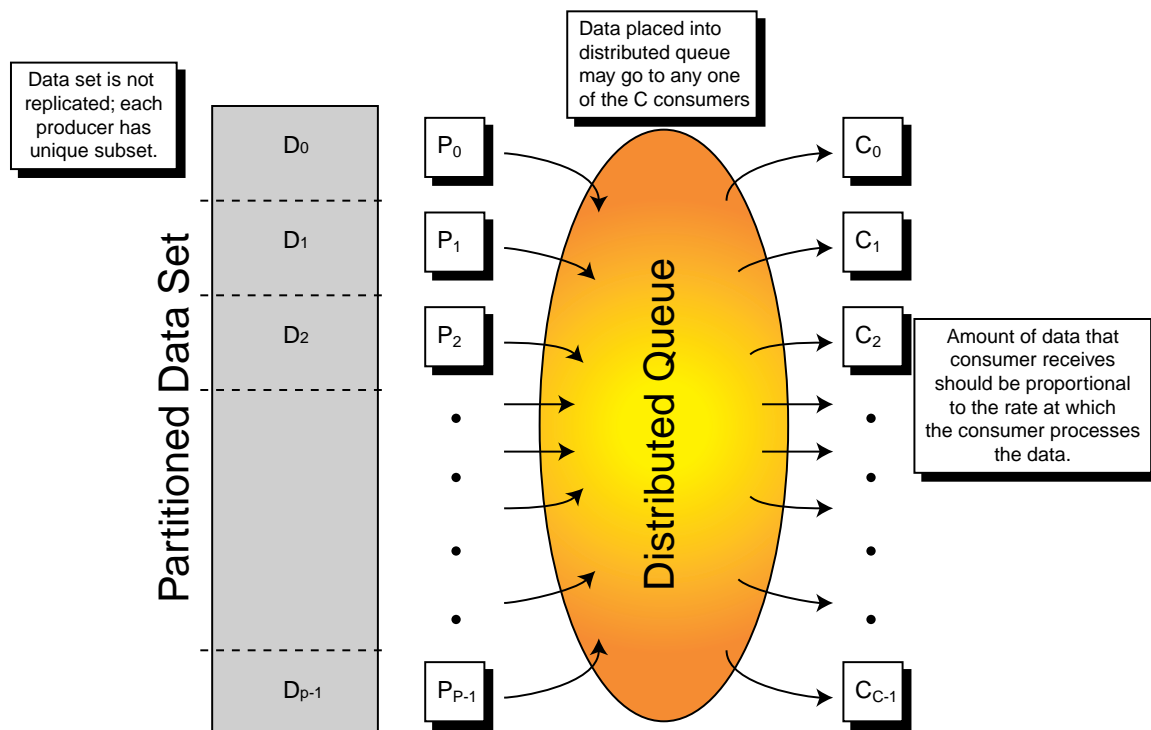 Data set is not
replicated; each
producer has
unique subset.
Data placed into
distributed queue
may go to any one
of the C consumers
Partitioned Data Set
D0
D1
D2
Dp-1
P0
P1
P2
PP-1
Distributed Queue
C0
C1
C2
CC-1
Amount of data that
consumer receives
should be proportional
to the rate at which
the consumer processes
the data.